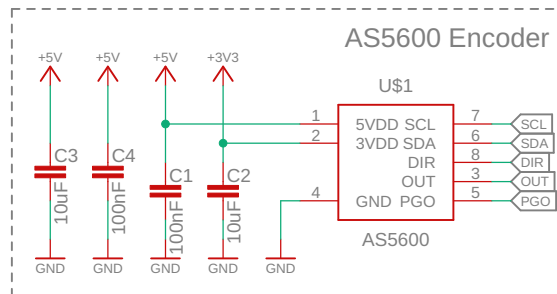 AS5600 Encoder
+5V +5V +5V +3V3
U$1
1 5VDD SCL 7 SCL
2 3VDD SDA 6 SDA
DIR 8 DIR
OUT 3 OUT
4 GND PGO 5 PGO
C3 C4 C1 C2
10uF 100nF 100nF 10uF
AS5600
GND GND GND GND GND